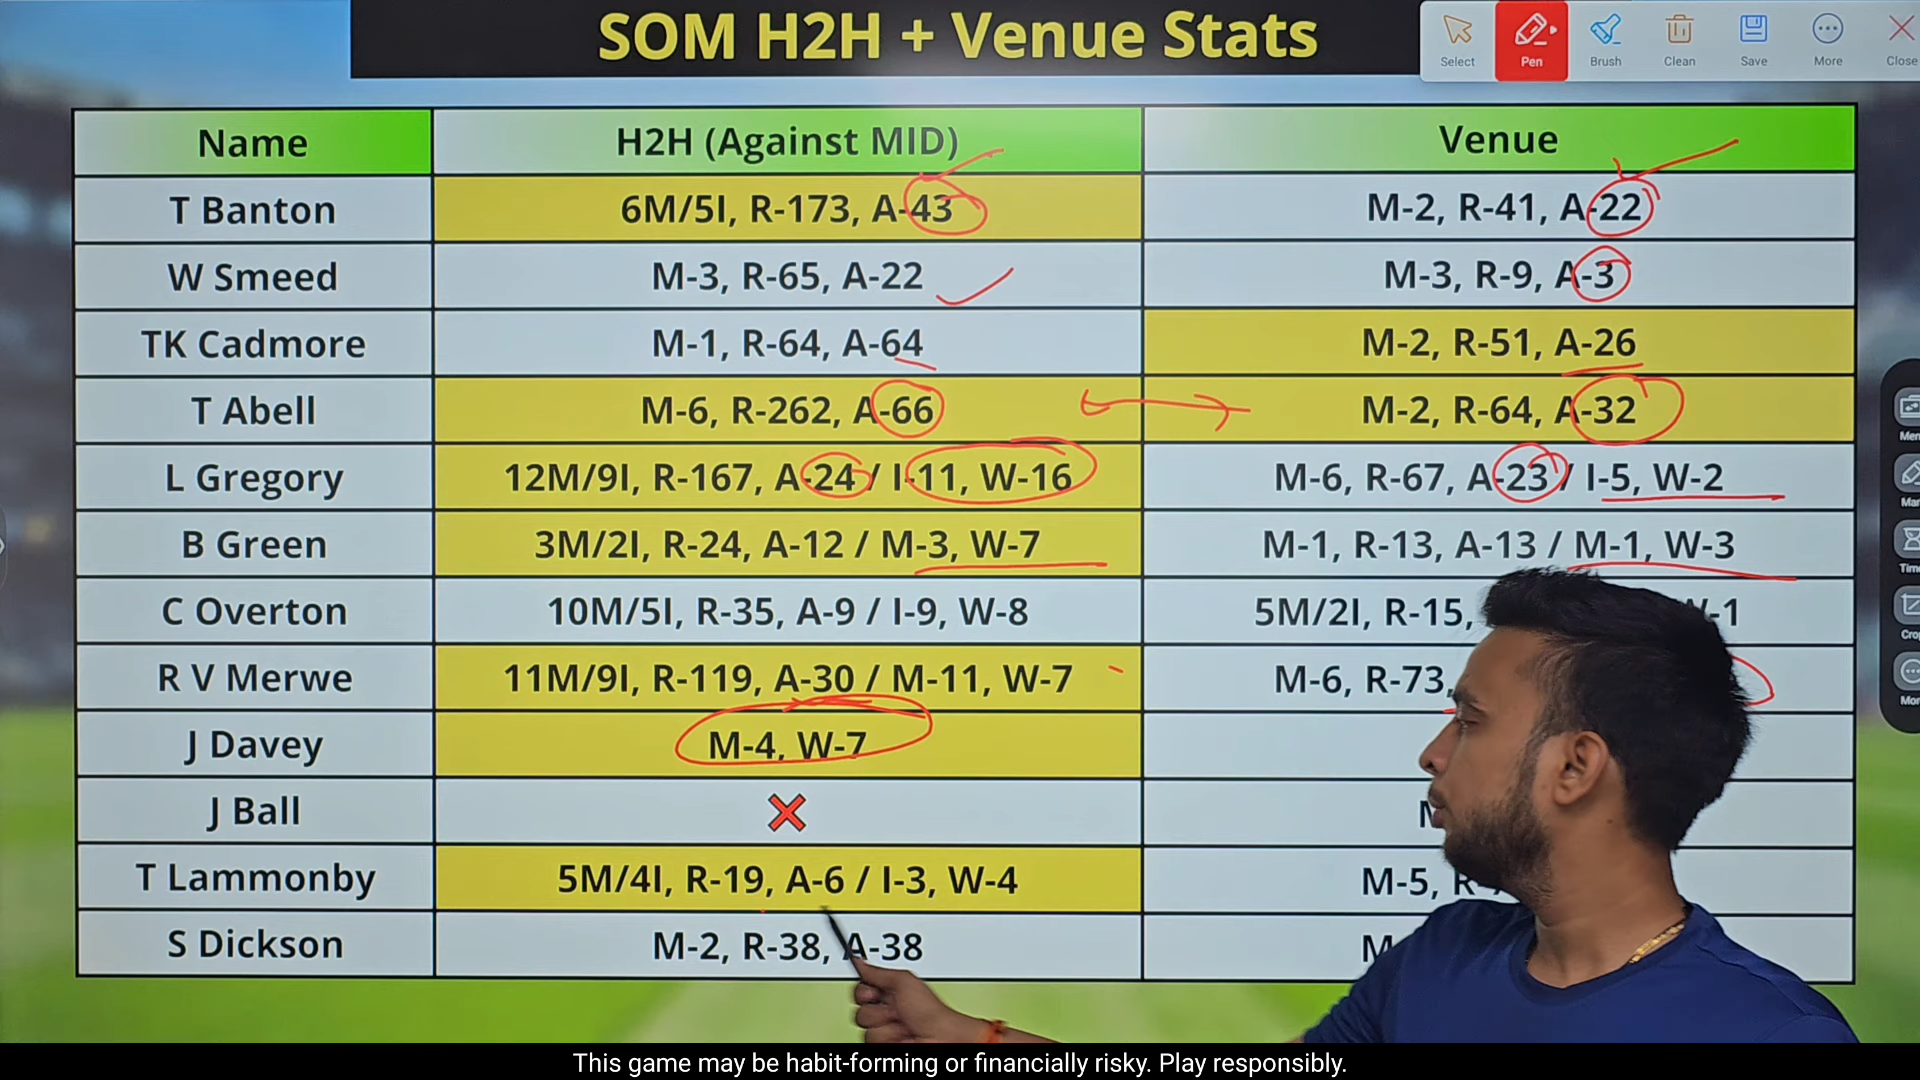 SOM H2H + Venue Stats
Select Pen Brush Clean Save More Close
Name H2H (Against MID) Venue
T Banton 6M/5I, R-173, A-43 M-2, R-41, A-22
W Smeed M-3, R-65, A-22 M-3, R-9, A-3
TK Cadmore M-1, R-64, A-64 M-2, R-51, A-26
T Abell M-6, R-262, A-66 M-2, R-64, A-32
L Gregory 12M/9I, R-167, A-24 / I-11, W-16 M-6, R-67, A-23 / I-5, W-2
B Green 3M/2I, R-24, A-12 / M-3, W-7 M-1, R-13, A-13 / M-1, W-3
C Overton 10M/5I, R-35, A-9 / I-9, W-8 5M/2I, R-15,
R V Merwe 11M/9I, R-119, A-30 / M-11, W-7 M-6, R-73,
J Davey M-4, W-7
J Ball
T Lammonby 5M/4I, R-19, A-6 / I-3, W-4 M-5,
S Dickson M-2, R-38, A-38
This game may be habit-forming or financially risky. Play responsibly.